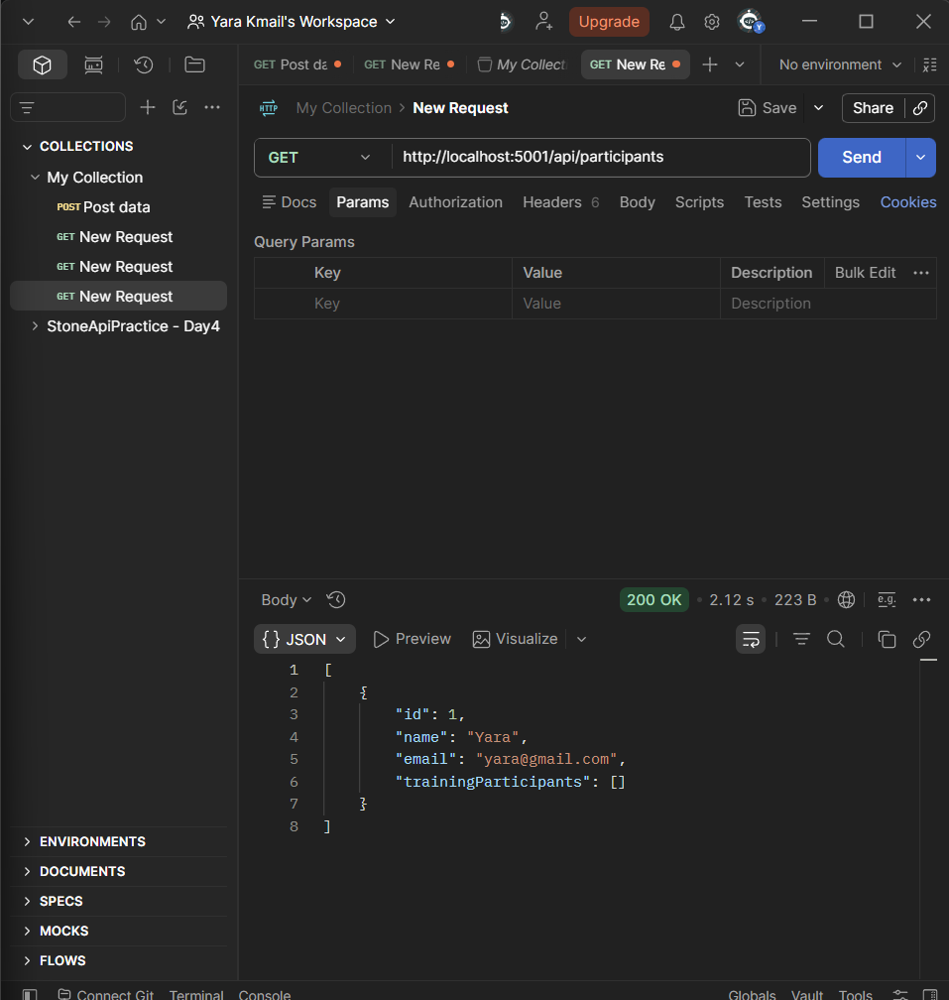 Yara Kmail's Workspace Upgrade Y
GET Post da GET New Re My Collect GET New Re No environment
HTTP My Collection > New Request Save Share
GET http://localhost:5001/api/participants Send
Docs Params Authorization Headers 6 Body Scripts Tests Settings Cookies
Query Params
Key Value Description Bulk Edit
Key Value Description
COLLECTIONS
My Collection
POST Post data
GET New Request
GET New Request
GET New Request
StoneApiPractice - Day4
ENVIRONMENTS
DOCUMENTS
SPECS
MOCKS
FLOWS
Body 200 OK • 2.12 s • 223 B • e.g.
{} JSON Preview Visualize
1 [
2 {
3 "id": 1,
4 "name": "Yara",
5 "email": "yara@gmail.com",
6 "trainingParticipants": []
7 }
8 ]
Connect Git Terminal Console Globals Vault Tools